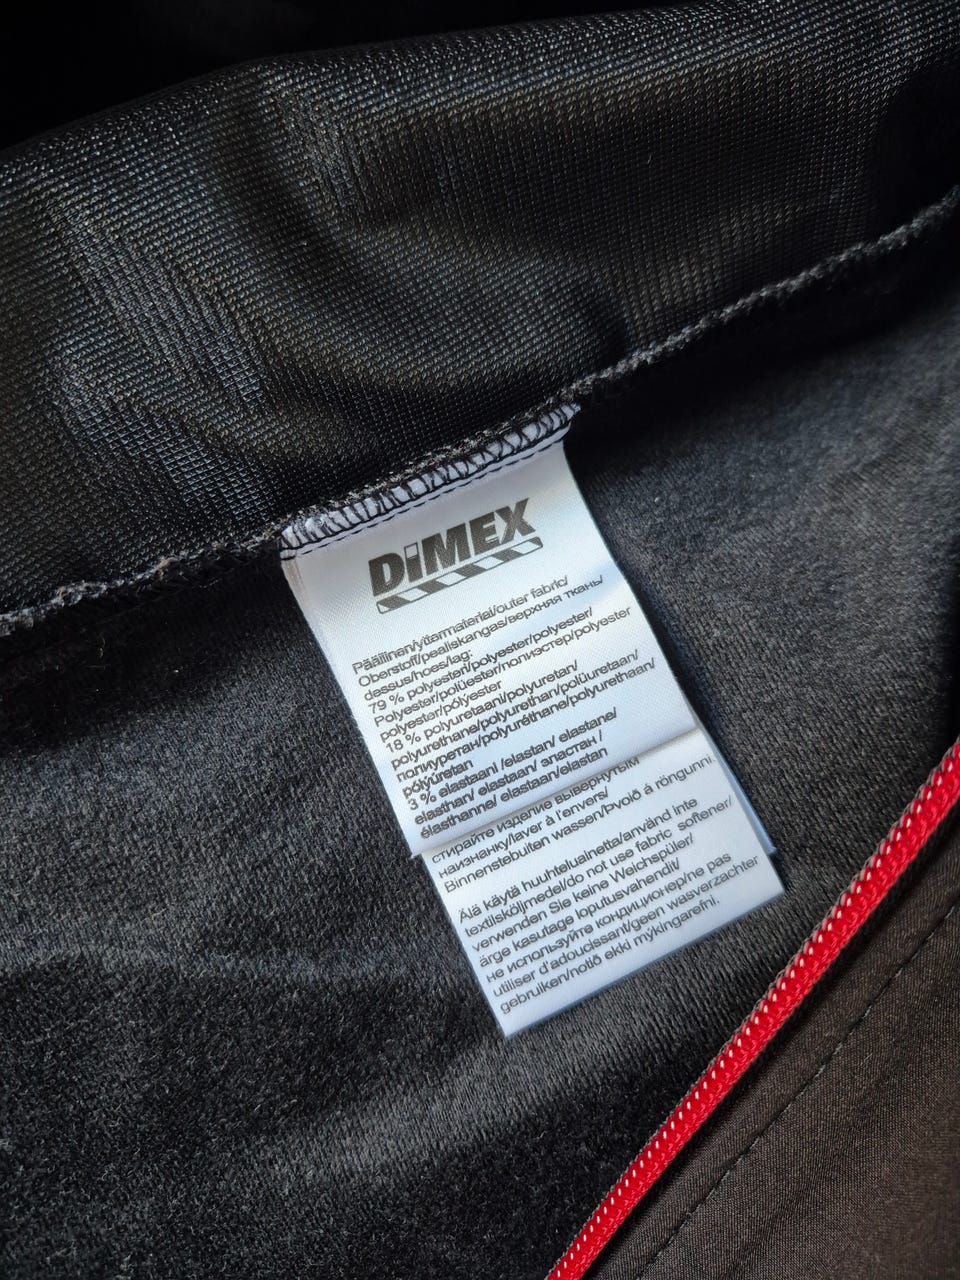 DiMEX
Päällinen/yttermaterial/outer fabric/
Oberstoff/pealiskangas/верхняя ткань/
dessus/hoes/lag:
79 % polyesteri/polyester/polyester/
Polyester/polüester/полиэстер/polyester
polyester/pólýester
18 % polyuretaani/polyuretan/
polyurethane/polyurethan/polüuretaan/
полиуретан/polyuréthane/polyurethaan/
pólýúretan
3 % elastaani /elastan/ elastane/
elasthan/ elastaan/ эластан /
élasthanne/ elastaan/elastan
стирайте изделие вывернутым
наизнанку/laver à l'envers/
Binnenstebuiten wassen/þvoið á röngunni.
Älä käytä huuhteluainetta/använd inte
textilsköljmedel/do not use fabric softener/
verwenden Sie keine Weichspüler/
ärge kasutage loputusvahendit/
не используйте кондиционер/ne pas
utiliser d'adoucissant/geen wasverzachter
gebruiken/notið ekki mýkingarefni.